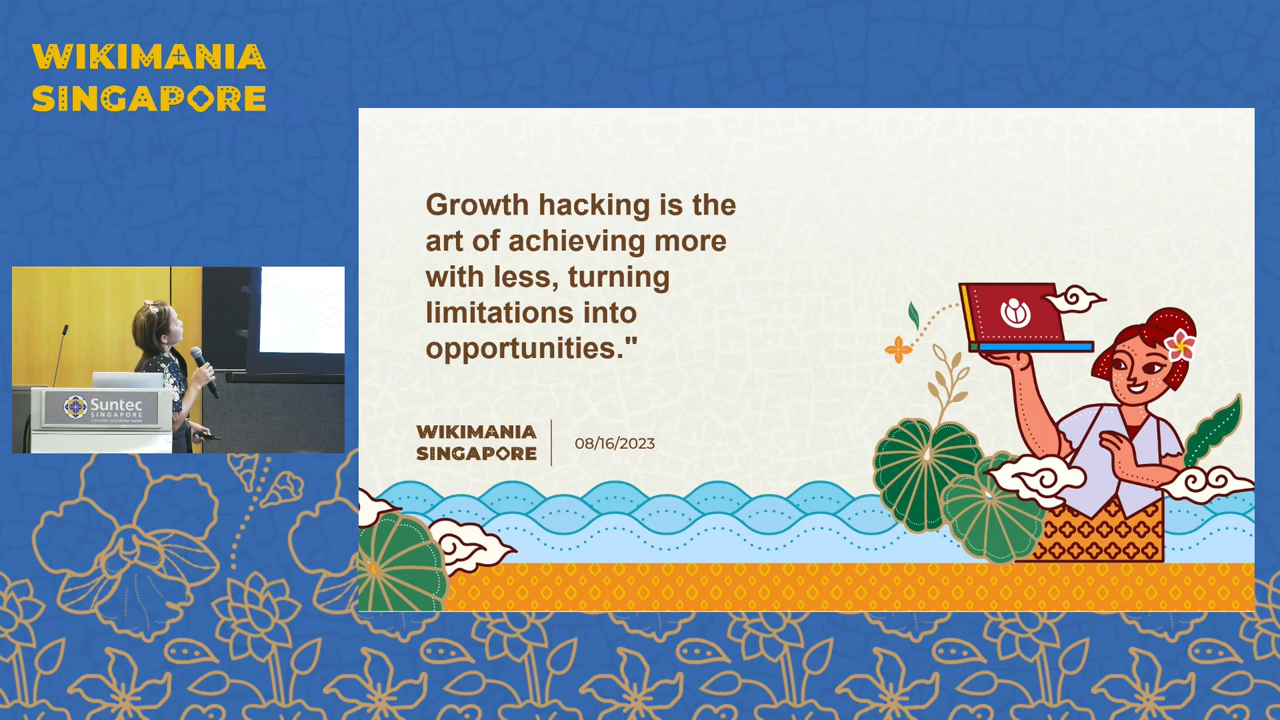 WIKIMANIA
SINGAPORE
Growth hacking is the
art of achieving more
with less, turning
limitations into
opportunities."
WIKIMANIA
SINGAPORE
08/16/2023
Suntec
SINGAPORE